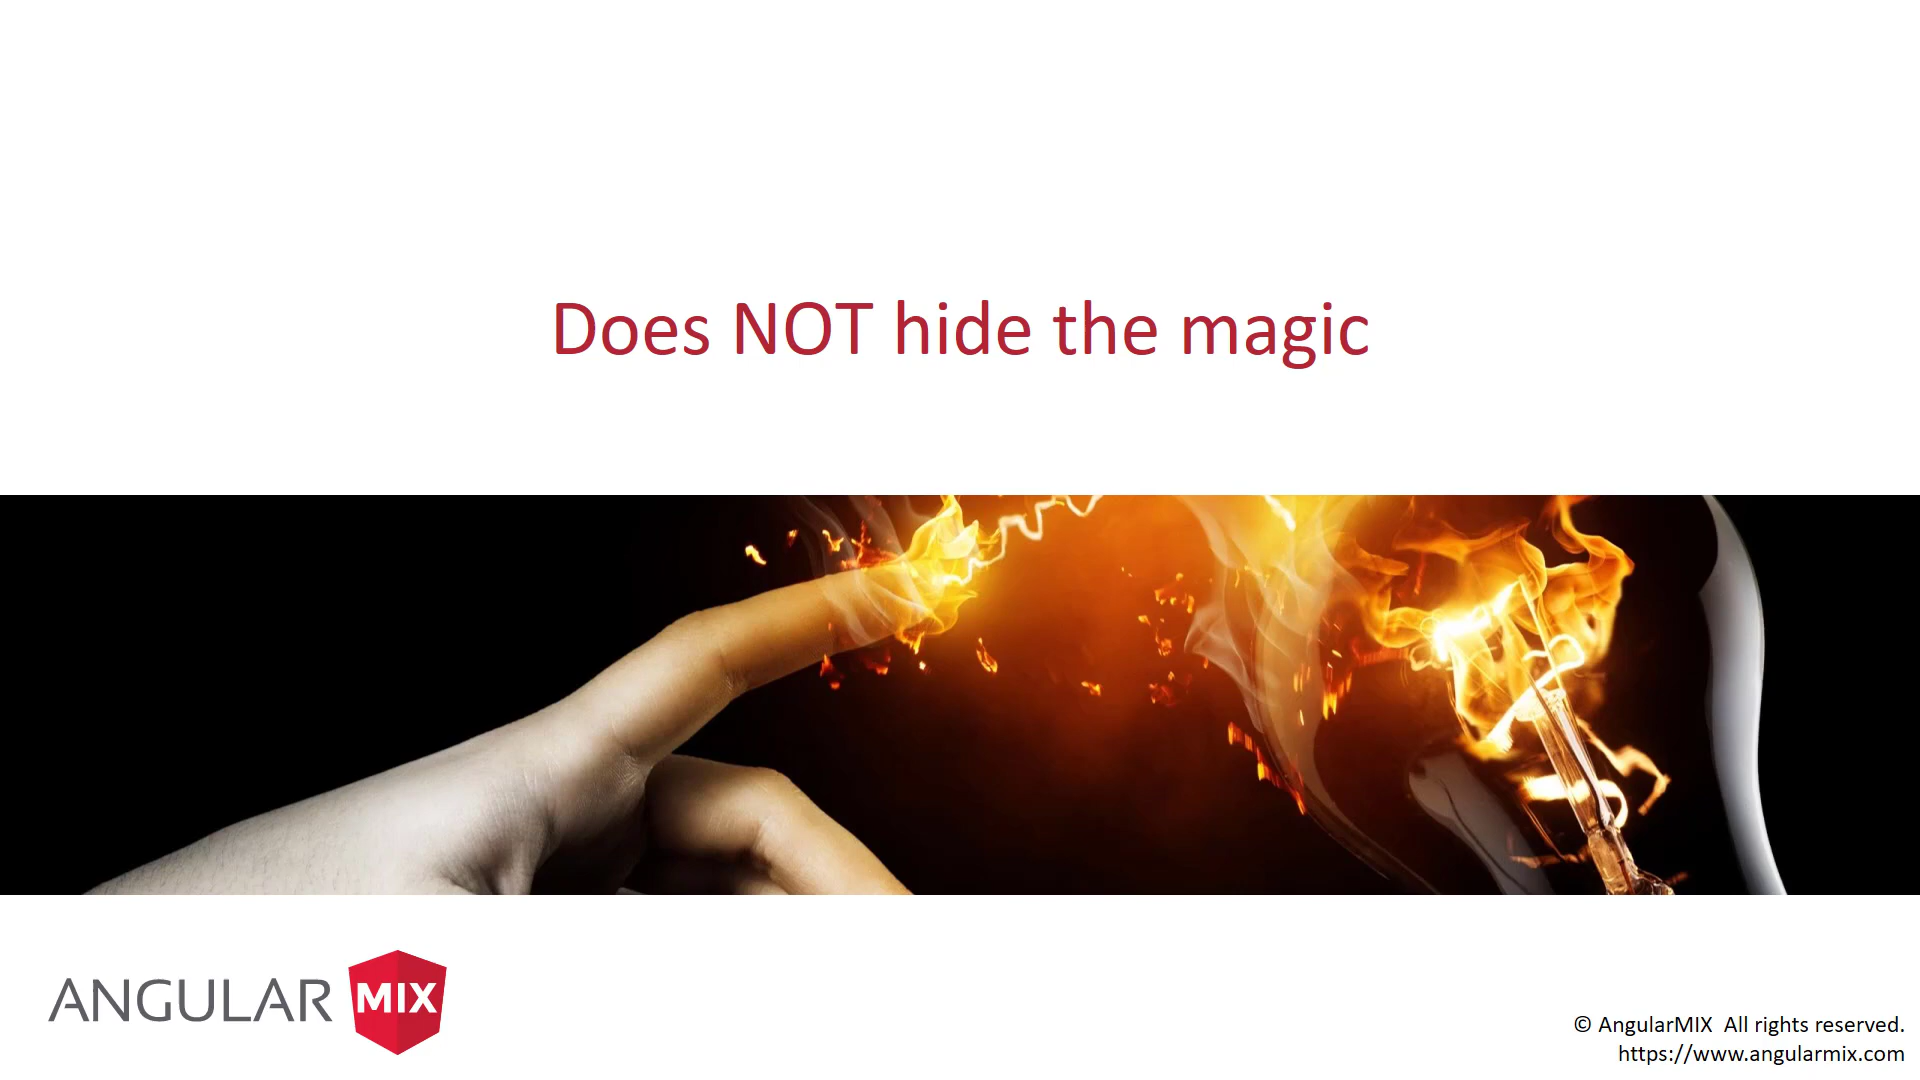 Does NOT hide the magic
ANGULAR MIX
© AngularMIX  All rights reserved.
https://www.angularmix.com